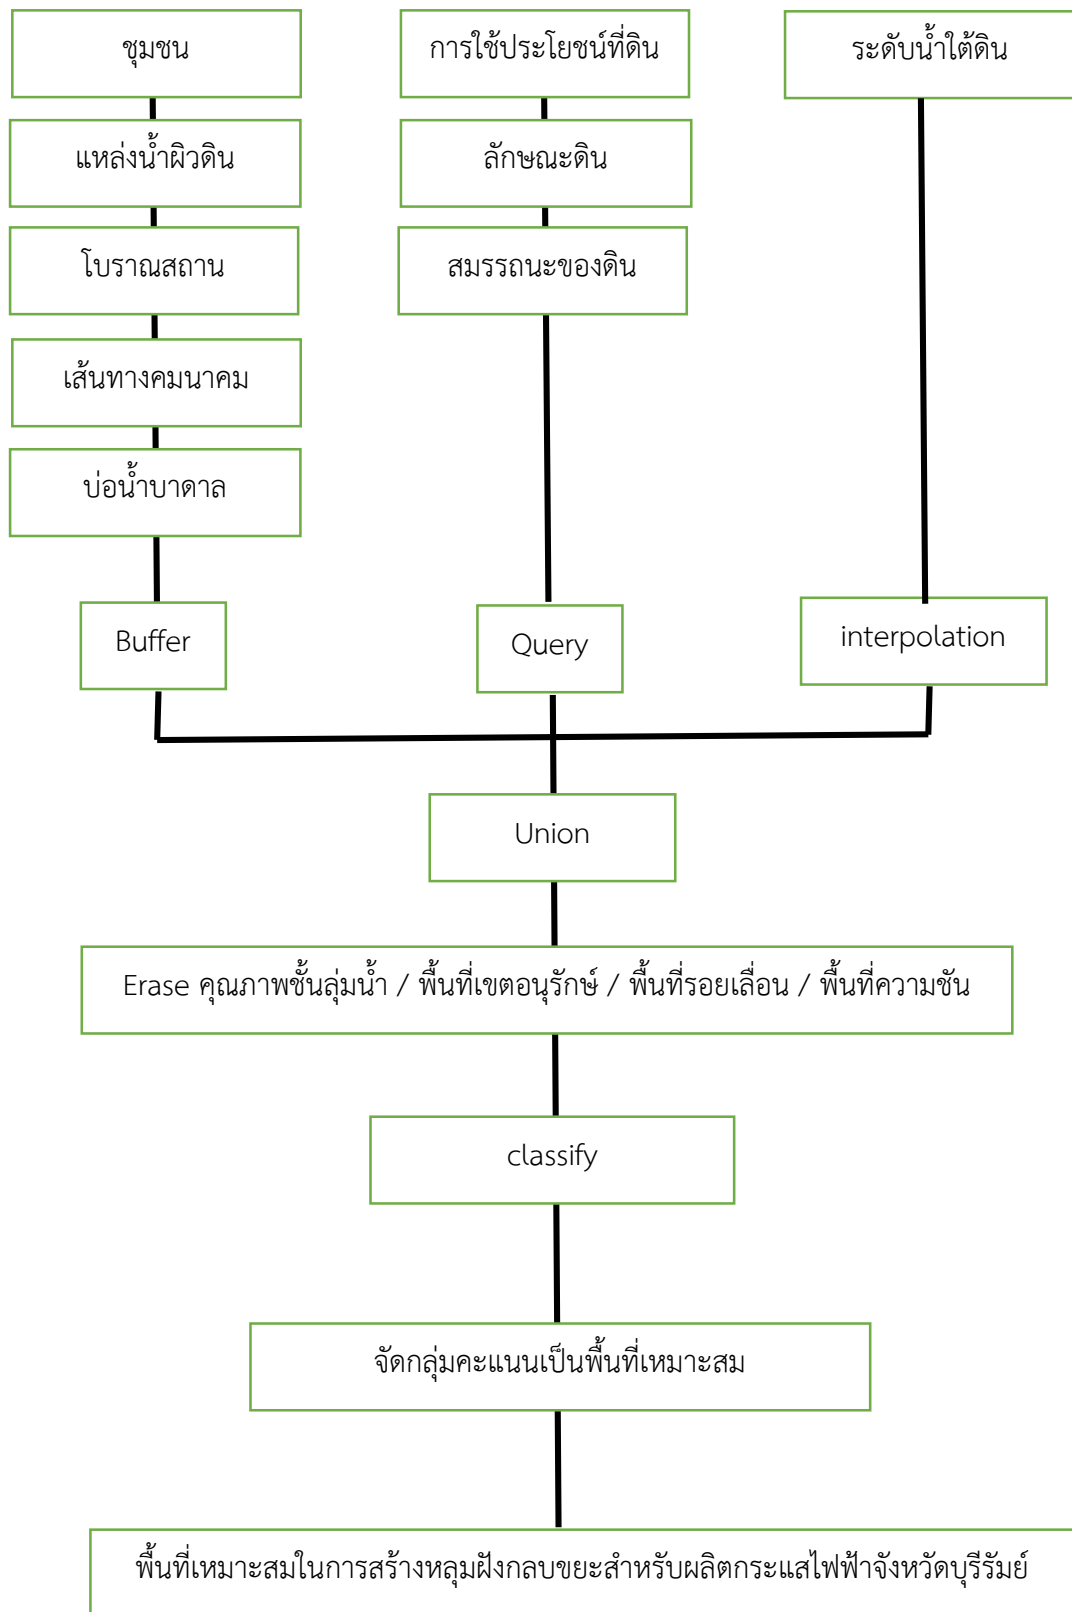 ชุมชน
การใช้ประโยชน์ที่ดิน
ระดับน้ำใต้ดิน
แหล่งน้ำผิวดิน
ลักษณะดิน
โบราณสถาน
สมรรถนะของดิน
เส้นทางคมนาคม
บ่อน้ำบาดาล
Buffer
Query
interpolation
Union
Erase คุณภาพชั้นลุ่มน้ำ / พื้นที่เขตอนุรักษ์ / พื้นที่รอยเลื่อน / พื้นที่ความชัน
classify
จัดกลุ่มคะแนนเป็นพื้นที่เหมาะสม
พื้นที่เหมาะสมในการสร้างหลุมฝังกลบขยะสำหรับผลิตกระแสไฟฟ้าจังหวัดบุรีรัมย์